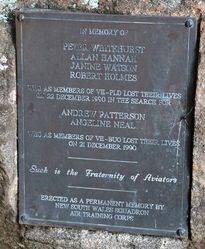 IN MEMORY OF
PETER WHITEHURST
ALLAN HANNAH
JANINE WATSON
ROBERT HOLMES
WHO AS MEMBERS OF VH-PLD LOST THEIR LIVES
ON 22 DECEMBER 1990 IN THE SEARCH FOR
ANDREW PATTERSON
ANGELINE NEAL
WHO AS MEMBERS OF VH-BUO LOST THEIR LIVES
ON 21 DECEMBER 1990.
Such is the Fraternity of Aviators
ERECTED AS A PERMANENT MEMORY BY
NEW SOUTH WALES SQUADRON
AIR TRAINING CORPS